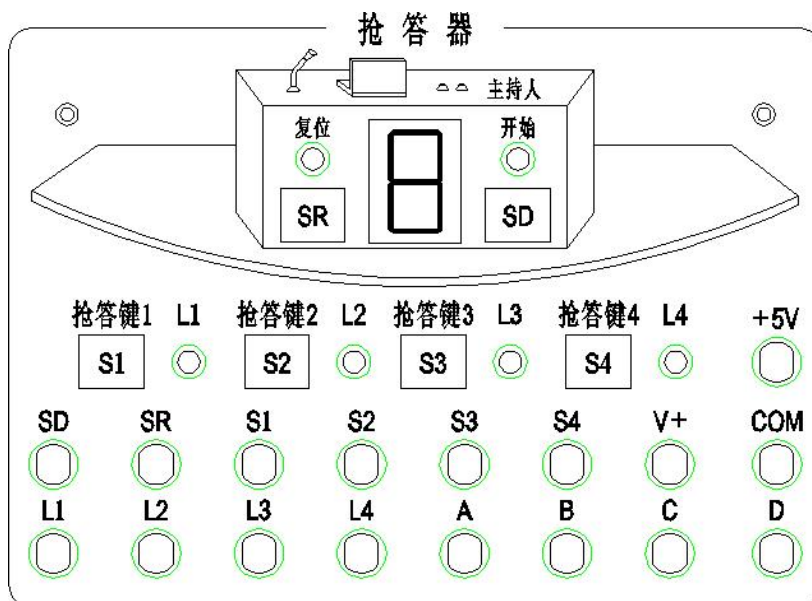 抢答器
主持人
复位 开始
SR SD
抢答键1 L1 抢答键2 L2 抢答键3 L3 抢答键4 L4 +5V
S1 S2 S3 S4
SD SR S1 S2 S3 S4 V+ COM
L1 L2 L3 L4 A B C D